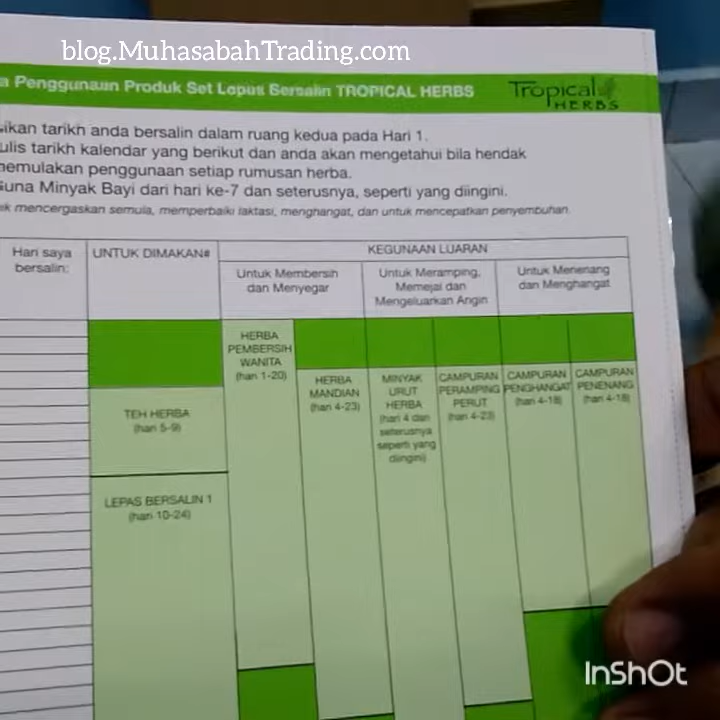 blog.MuhasabahTrading.com
a Penggunaan Produk Set Lepas Bersalin TROPICAL HERBS
Tropical
HERBS
sikan tarikh anda bersalin dalam ruang kedua pada Hari 1.
ulis tarikh kalendar yang berikut dan anda akan mengetahui bila hendak
memulakan penggunaan setiap rumusan herba.
Guna Minyak Bayi dari hari ke-7 dan seterusnya, seperti yang diingini.
ik mencergaskan semula, memperbaiki laktasi, menghangat, dan untuk mencepatkan penyembuhan.
Hari saya
bersalin:
UNTUK DIMAKAN#
KEGUNAAN LUARAN
Untuk Membersih
dan Menyegar
Untuk Meramping,
Memejal dan
Mengeluarkan Angin
Untuk Menenang
dan Menghangat
HERBA
PEMBERSIH
WANITA
(hari 1-20)
HERBA
MANDIAN
(hari 4-23)
MINYAK
URUT
HERBA
(hari 4 dan
seterusnya
seperti yang
diingini)
CAMPURAN
PERAMPING
PERUT
(hari 4-23)
CAMPURAN
PENGHANGAT
(hari 4-18)
CAMPURAN
PENENANG
(hari 4-18)
TEH HERBA
(hari 5-9)
LEPAS BERSALIN 1
(hari 10-24)
InShOt